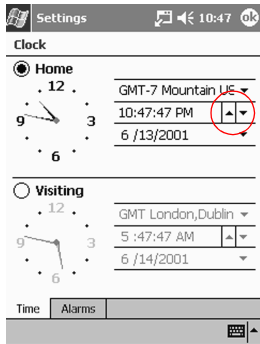 Settings 10:47 ok
Clock
Home
12
9 3
6
GMT-7 Mountain US
10:47:47 PM
6 /13/2001
Visiting
12
9 3
6
GMT London,Dublin
5 :47:47 AM
6 /14/2001
Time Alarms